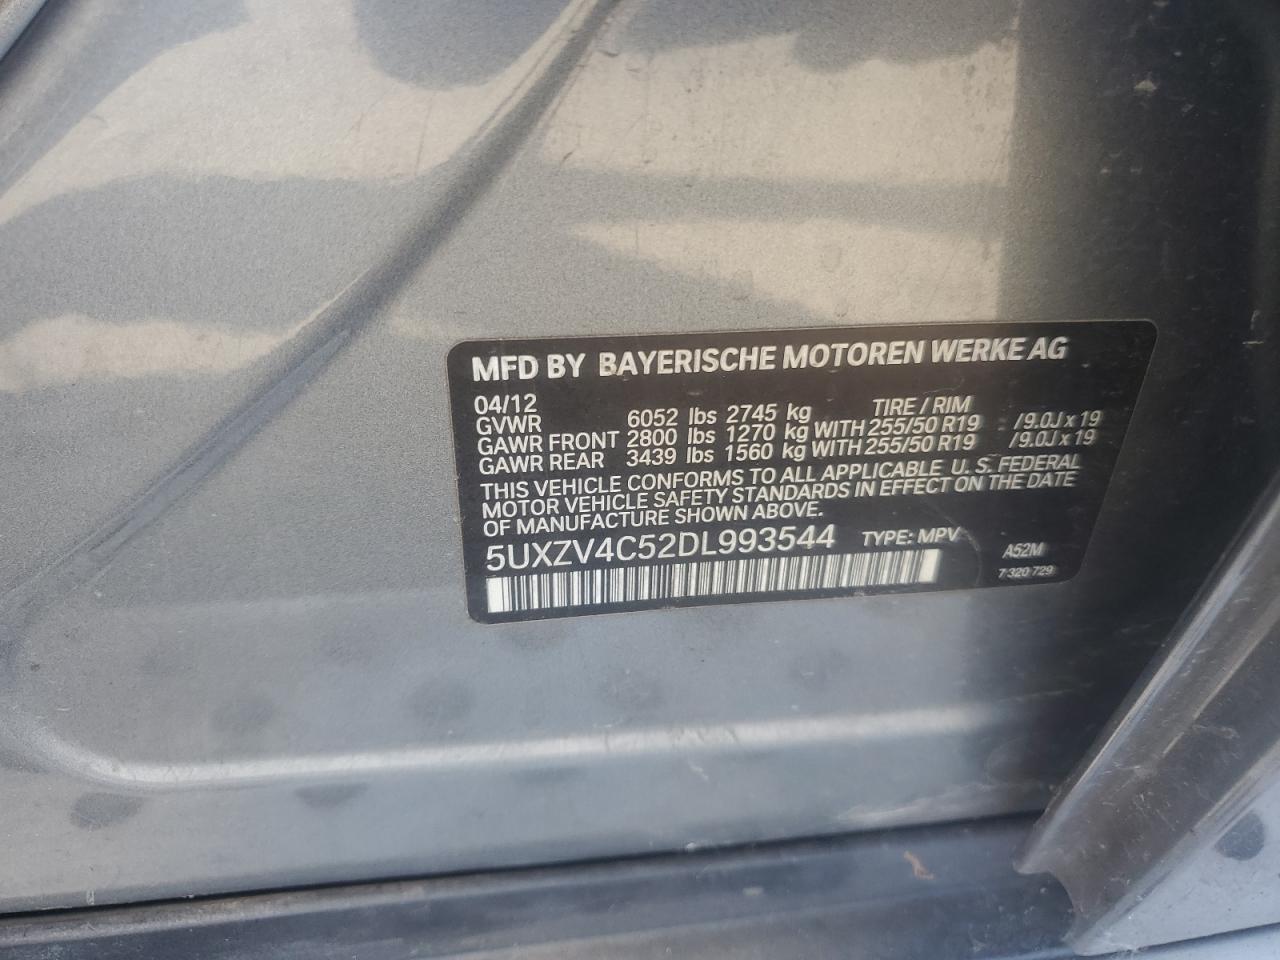 MFD BY BAYERISCHE MOTOREN WERKE AG
04/12 TIRE / RIM
GVWR 6052 lbs 2745 kg
GAWR FRONT 2800 lbs 1270 kg WITH 255/50 R19 /9.0J x 19
GAWR REAR 3439 lbs 1560 kg WITH 255/50 R19 /9.0J x 19
THIS VEHICLE CONFORMS TO ALL APPLICABLE U. S. FEDERAL
MOTOR VEHICLE SAFETY STANDARDS IN EFFECT ON THE DATE
OF MANUFACTURE SHOWN ABOVE.
5UXZV4C52DL993544 TYPE: MPV
A52M
7 320 729